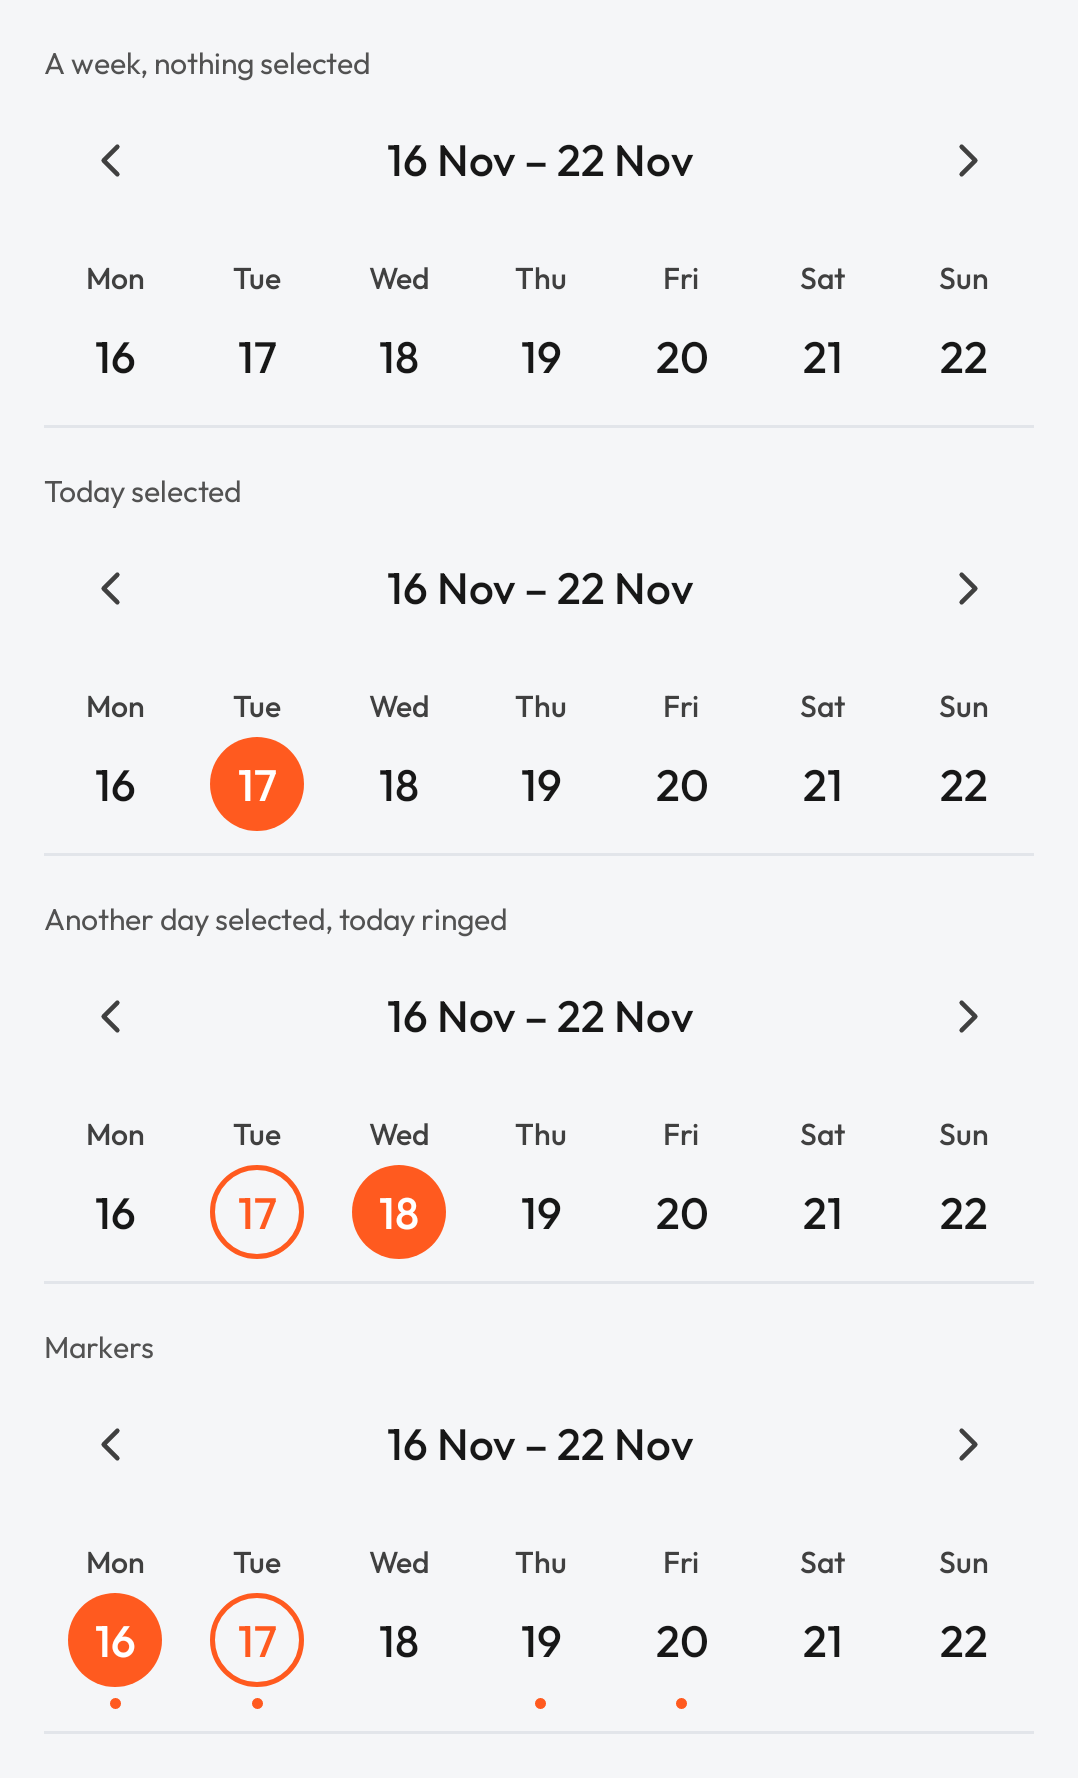 A week, nothing selected
16 Nov – 22 Nov
Mon Tue Wed Thu Fri Sat Sun
16 17 18 19 20 21 22
Today selected
16 Nov – 22 Nov
Mon Tue Wed Thu Fri Sat Sun
16 17 18 19 20 21 22
Another day selected, today ringed
16 Nov – 22 Nov
Mon Tue Wed Thu Fri Sat Sun
16 17 18 19 20 21 22
Markers
16 Nov – 22 Nov
Mon Tue Wed Thu Fri Sat Sun
16 17 18 19 20 21 22